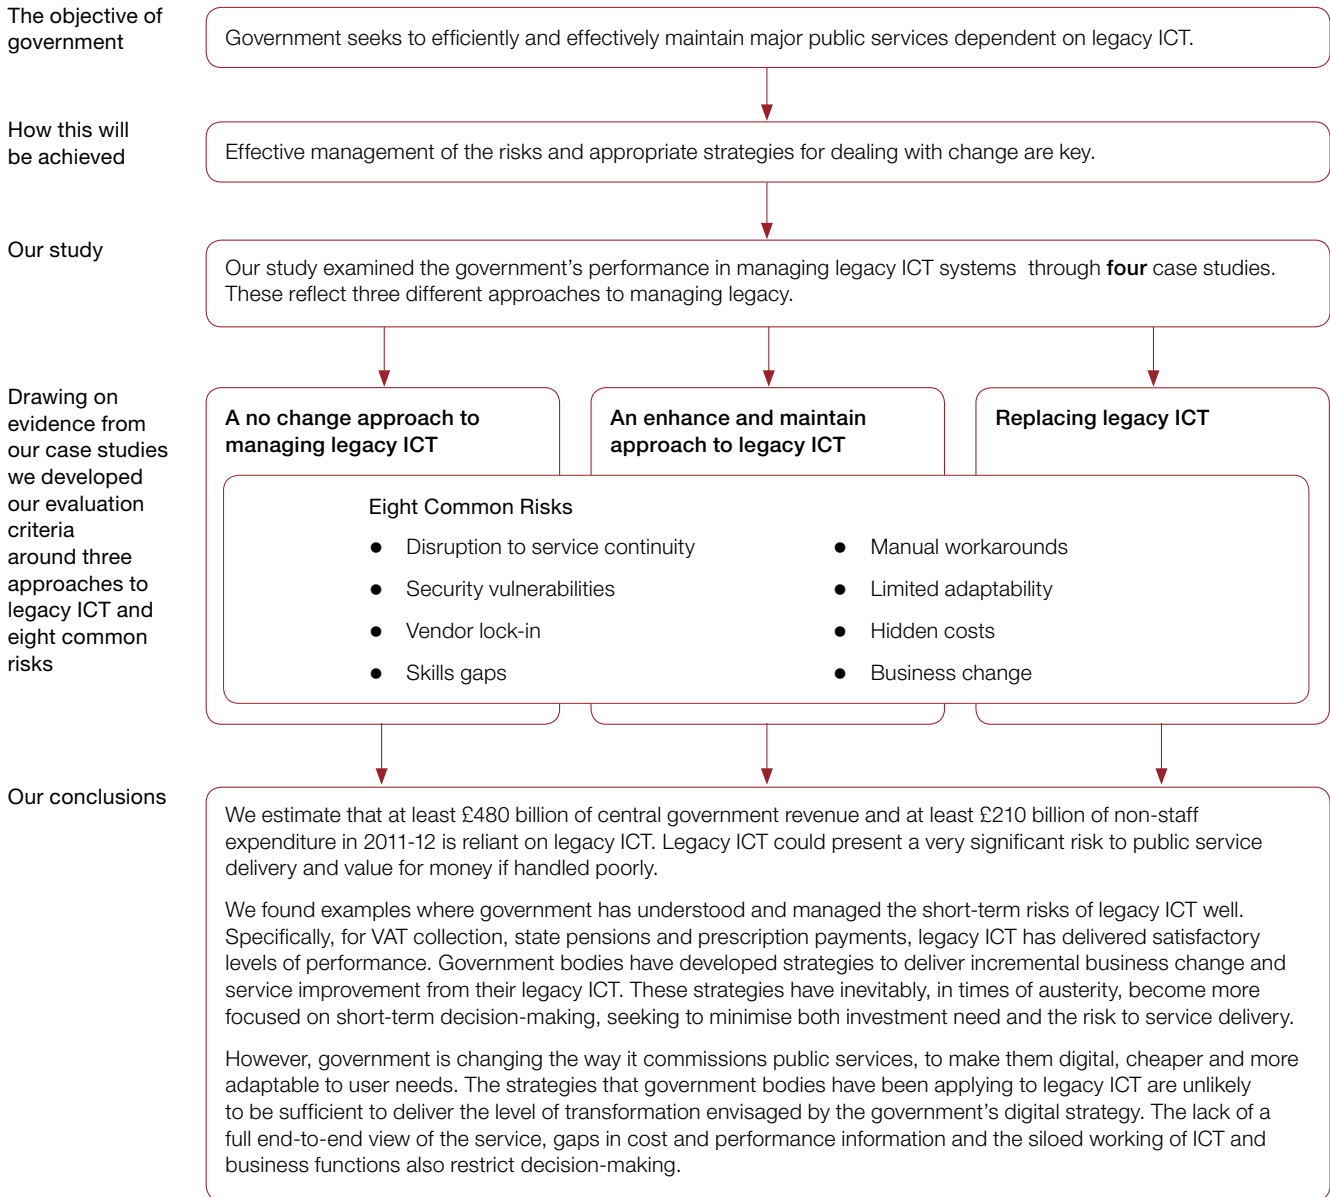 The objective of
government
Government seeks to efficiently and effectively maintain major public services dependent on legacy ICT.
How this will
be achieved
Effective management of the risks and appropriate strategies for dealing with change are key.
Our study
Our study examined the government’s performance in managing legacy ICT systems through four case studies.
These reflect three different approaches to managing legacy.
Drawing on
evidence from
our case studies
we developed
our evaluation
criteria
around three
approaches to
legacy ICT and
eight common
risks
A no change approach to
managing legacy ICT
An enhance and maintain
approach to legacy ICT
Replacing legacy ICT
Eight Common Risks
● Disruption to service continuity
● Security vulnerabilities
● Vendor lock-in
● Skills gaps
● Manual workarounds
● Limited adaptability
● Hidden costs
● Business change
Our conclusions
We estimate that at least £480 billion of central government revenue and at least £210 billion of non-staff
expenditure in 2011-12 is reliant on legacy ICT. Legacy ICT could present a very significant risk to public service
delivery and value for money if handled poorly.
We found examples where government has understood and managed the short-term risks of legacy ICT well.
Specifically, for VAT collection, state pensions and prescription payments, legacy ICT has delivered satisfactory
levels of performance. Government bodies have developed strategies to deliver incremental business change and
service improvement from their legacy ICT. These strategies have inevitably, in times of austerity, become more
focused on short-term decision-making, seeking to minimise both investment need and the risk to service delivery.
However, government is changing the way it commissions public services, to make them digital, cheaper and more
adaptable to user needs. The strategies that government bodies have been applying to legacy ICT are unlikely
to be sufficient to deliver the level of transformation envisaged by the government’s digital strategy. The lack of a
full end-to-end view of the service, gaps in cost and performance information and the siloed working of ICT and
business functions also restrict decision-making.